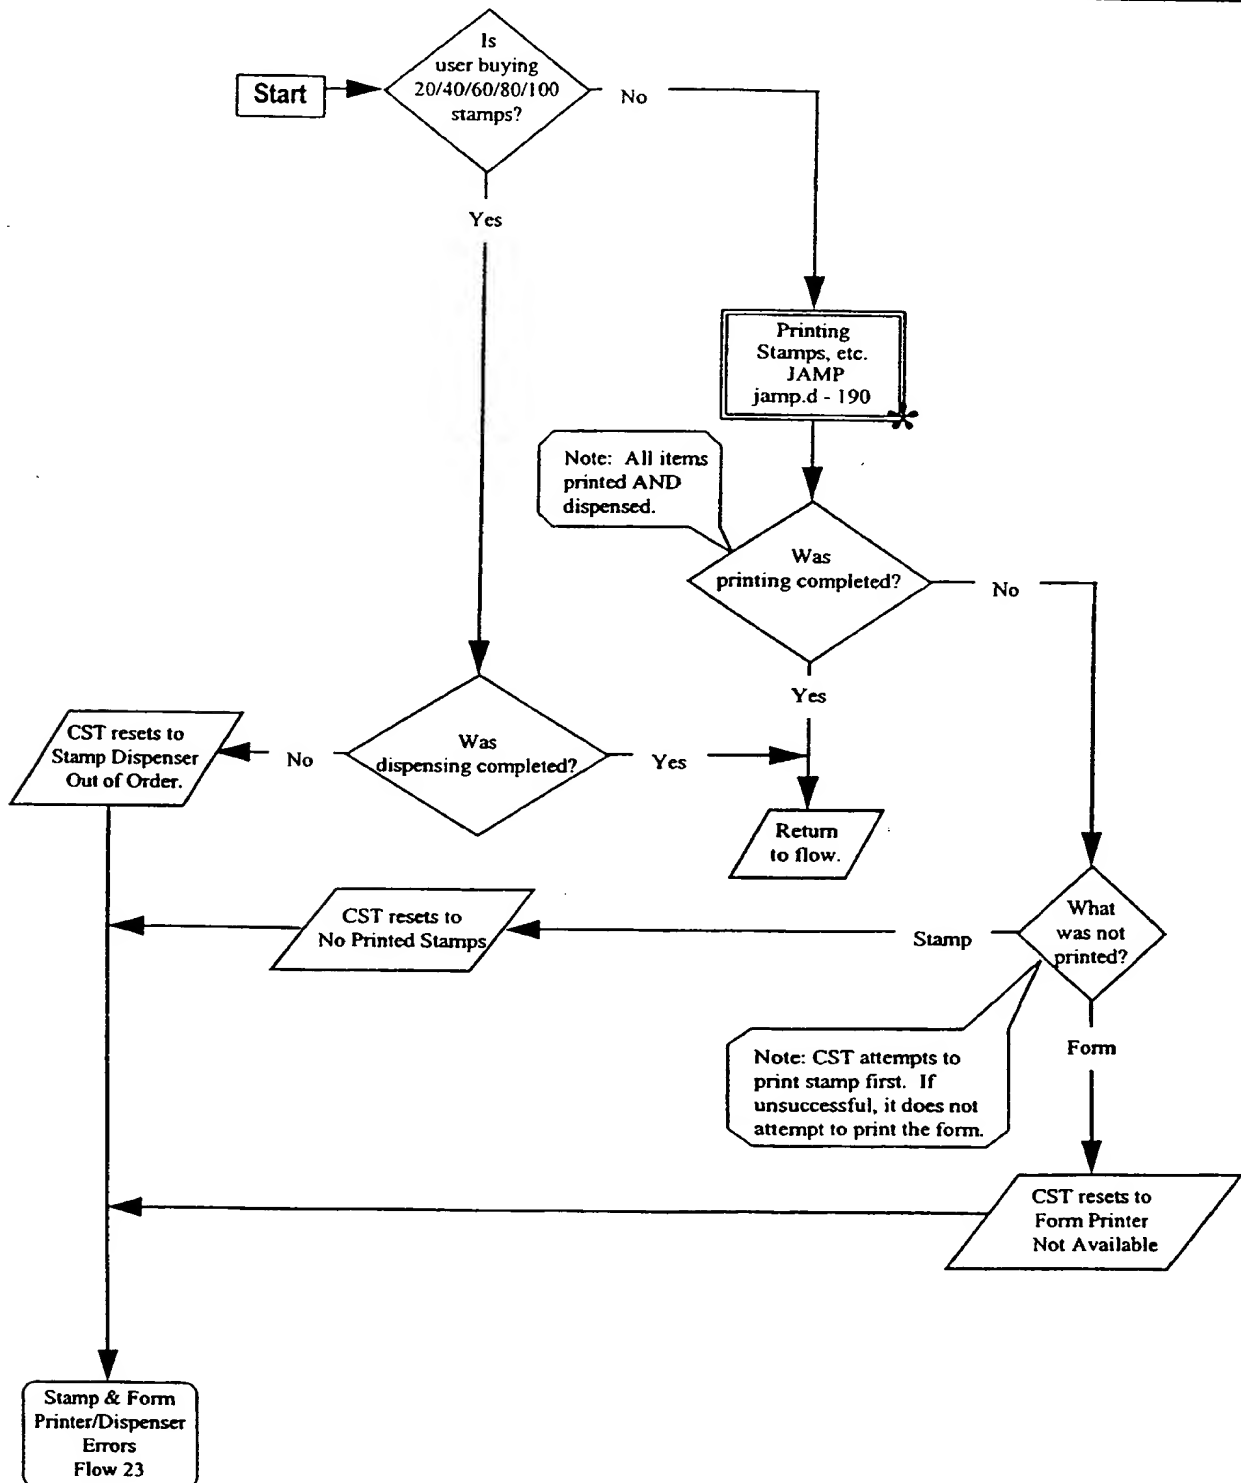 Is
user buying
20/40/60/80/100
stamps?
Start
No
Yes
Printing
Stamps, etc.
JAMP
jamp.d - 190
Note: All items
printed AND
dispensed.
Was
printing completed?
No
Yes
CST resets to
Stamp Dispenser
Out of Order.
No
Was
dispensing completed?
Yes
Return
to flow.
CST resets to
No Printed Stamps
Stamp
What
was not
printed?
Form
Note: CST attempts to
print stamp first. If
unsuccessful, it does not
attempt to print the form.
CST resets to
Form Printer
Not Available
Stamp & Form
Printer/Dispenser
Errors
Flow 23